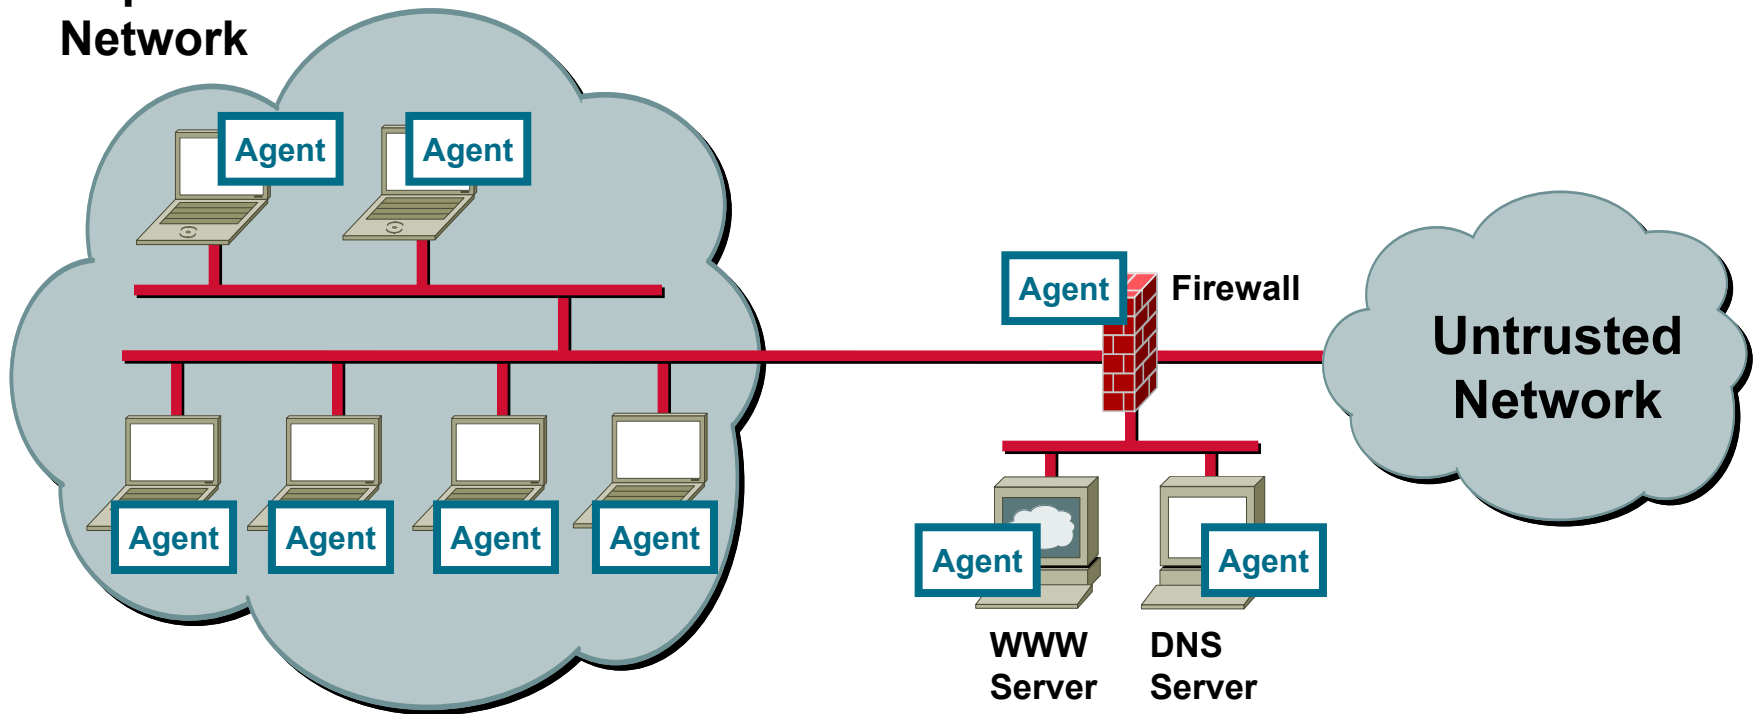 Network
Agent
Agent
Agent
Firewall
Untrusted
Network
Agent
Agent
Agent
Agent
Agent
Agent
WWW
Server
DNS
Server